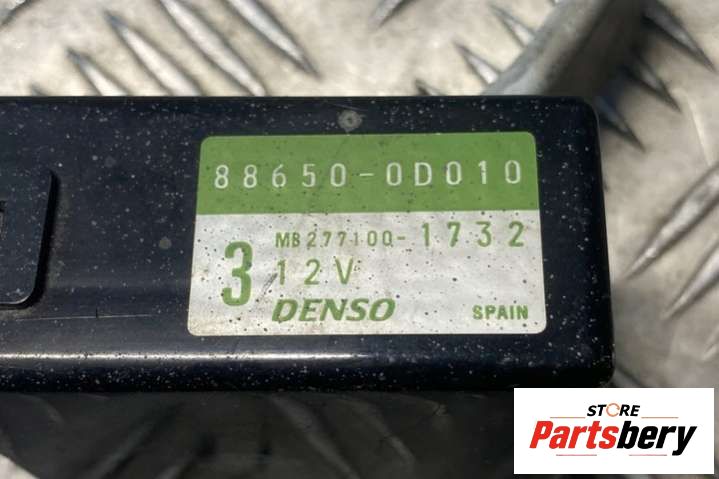 88650-0D010
MB277100-1732
3 12V
DENSO SPAIN
STORE
Partsbery